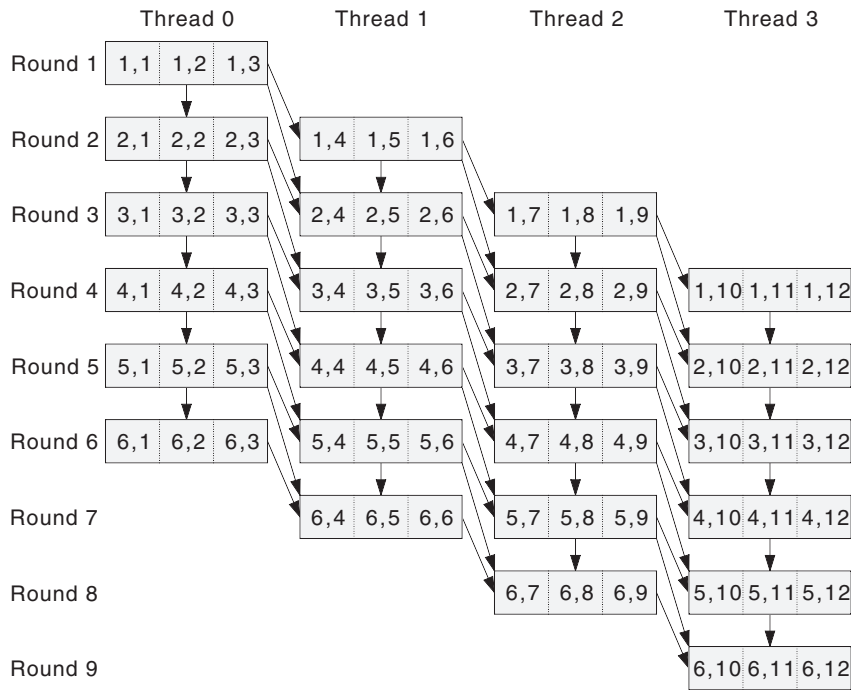 Thread 0 Thread 1 Thread 2 Thread 3
Round 1 1,1 1,2 1,3
Round 2 2,1 2,2 2,3 1,4 1,5 1,6
Round 3 3,1 3,2 3,3 2,4 2,5 2,6 1,7 1,8 1,9
Round 4 4,1 4,2 4,3 3,4 3,5 3,6 2,7 2,8 2,9 1,10 1,11 1,12
Round 5 5,1 5,2 5,3 4,4 4,5 4,6 3,7 3,8 3,9 2,10 2,11 2,12
Round 6 6,1 6,2 6,3 5,4 5,5 5,6 4,7 4,8 4,9 3,10 3,11 3,12
Round 7 6,4 6,5 6,6 5,7 5,8 5,9 4,10 4,11 4,12
Round 8 6,7 6,8 6,9 5,10 5,11 5,12
Round 9 6,10 6,11 6,12